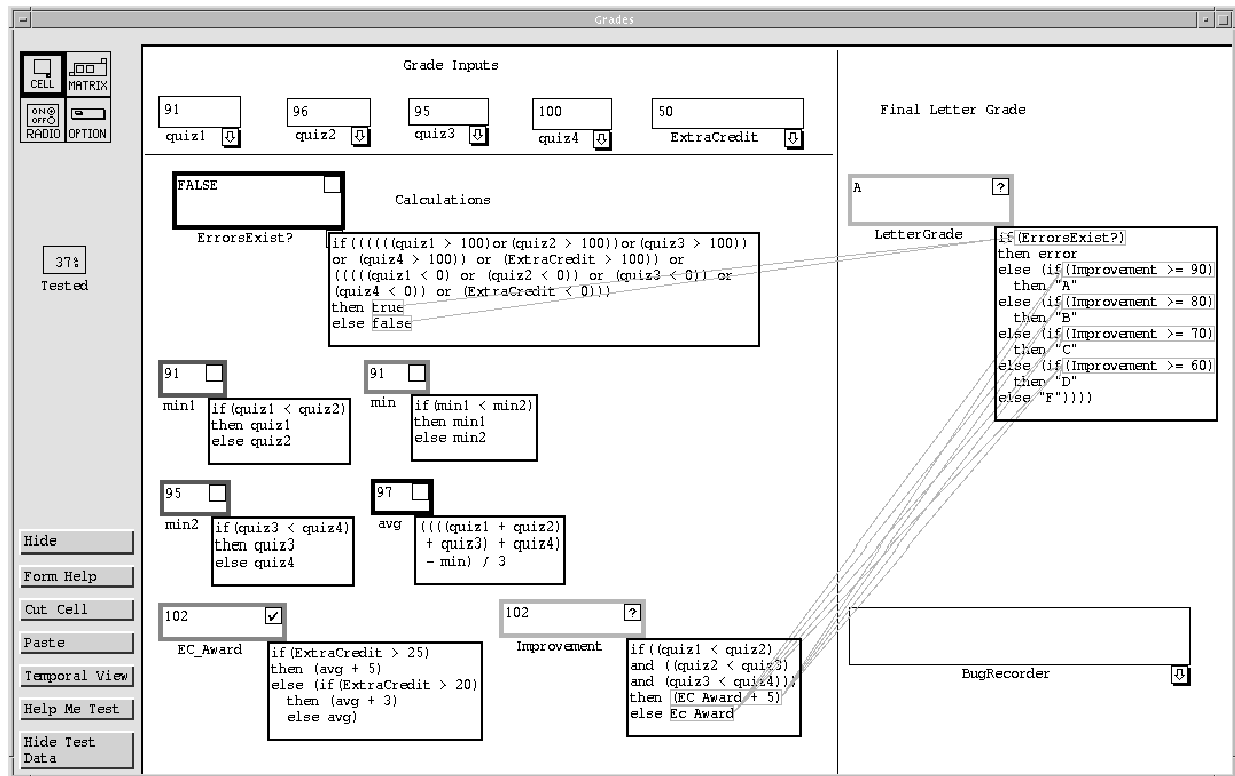 Grades
CELL
MATRIX
ON
OFF
RADIO
OPTION
37%
Tested
Hide
Form Help
Cut Cell
Paste
Temporal View
Help Me Test
Hide Test
Data
Grade Inputs
91
quiz1
96
quiz2
95
quiz3
100
quiz4
50
ExtraCredit
FALSE
ErrorsExist?
Calculations
if((((((quiz1 > 100)or(quiz2 > 100))or(quiz3 > 100))
or (quiz4 > 100)) or (ExtraCredit > 100)) or
(((((quiz1 < 0) or (quiz2 < 0)) or (quiz3 < 0)) or
(quiz4 < 0)) or (ExtraCredit < 0)))
then true
else false
91
min1
if(quiz1 < quiz2)
then quiz1
else quiz2
91
min
if(min1 < min2)
then min1
else min2
95
min2
if(quiz3 < quiz4)
then quiz3
else quiz4
97
avg
((((quiz1 + quiz2)
+ quiz3) + quiz4)
- min) / 3
102
EC_Award
if(ExtraCredit > 25)
then (avg + 5)
else (if(ExtraCredit > 20)
then (avg + 3)
else avg)
102
?
Improvement
if((quiz1 < quiz2)
and ((quiz2 < quiz3)
and (quiz3 < quiz4)))
then (EC_Award + 5)
else Ec_Award
Final Letter Grade
A
?
LetterGrade
if(ErrorsExist?)
then error
else (if(Improvement >= 90)
then "A"
else (if(Improvement >= 80)
then "B"
else (if(Improvement >= 70)
then "C"
else (if(Improvement >= 60)
then "D"
else "F"))))
BugRecorder